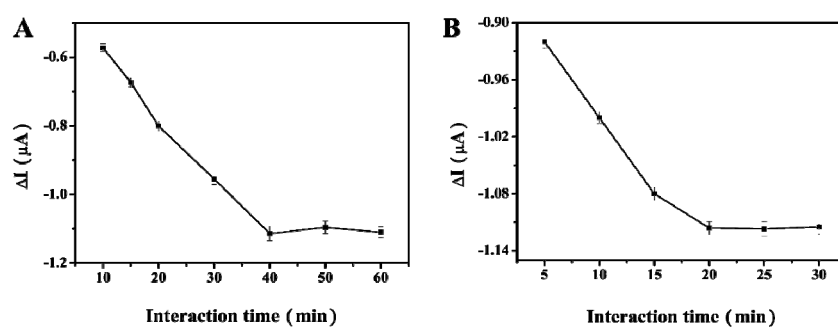 A
ΔI (μA)
-0.6
-0.8
-1.0
-1.2
10 15 20 30 40 50 60
Interaction time (min)
B
ΔI (μA)
-0.90
-0.96
-1.02
-1.08
-1.14
5 10 15 20 25 30
Interaction time (min)